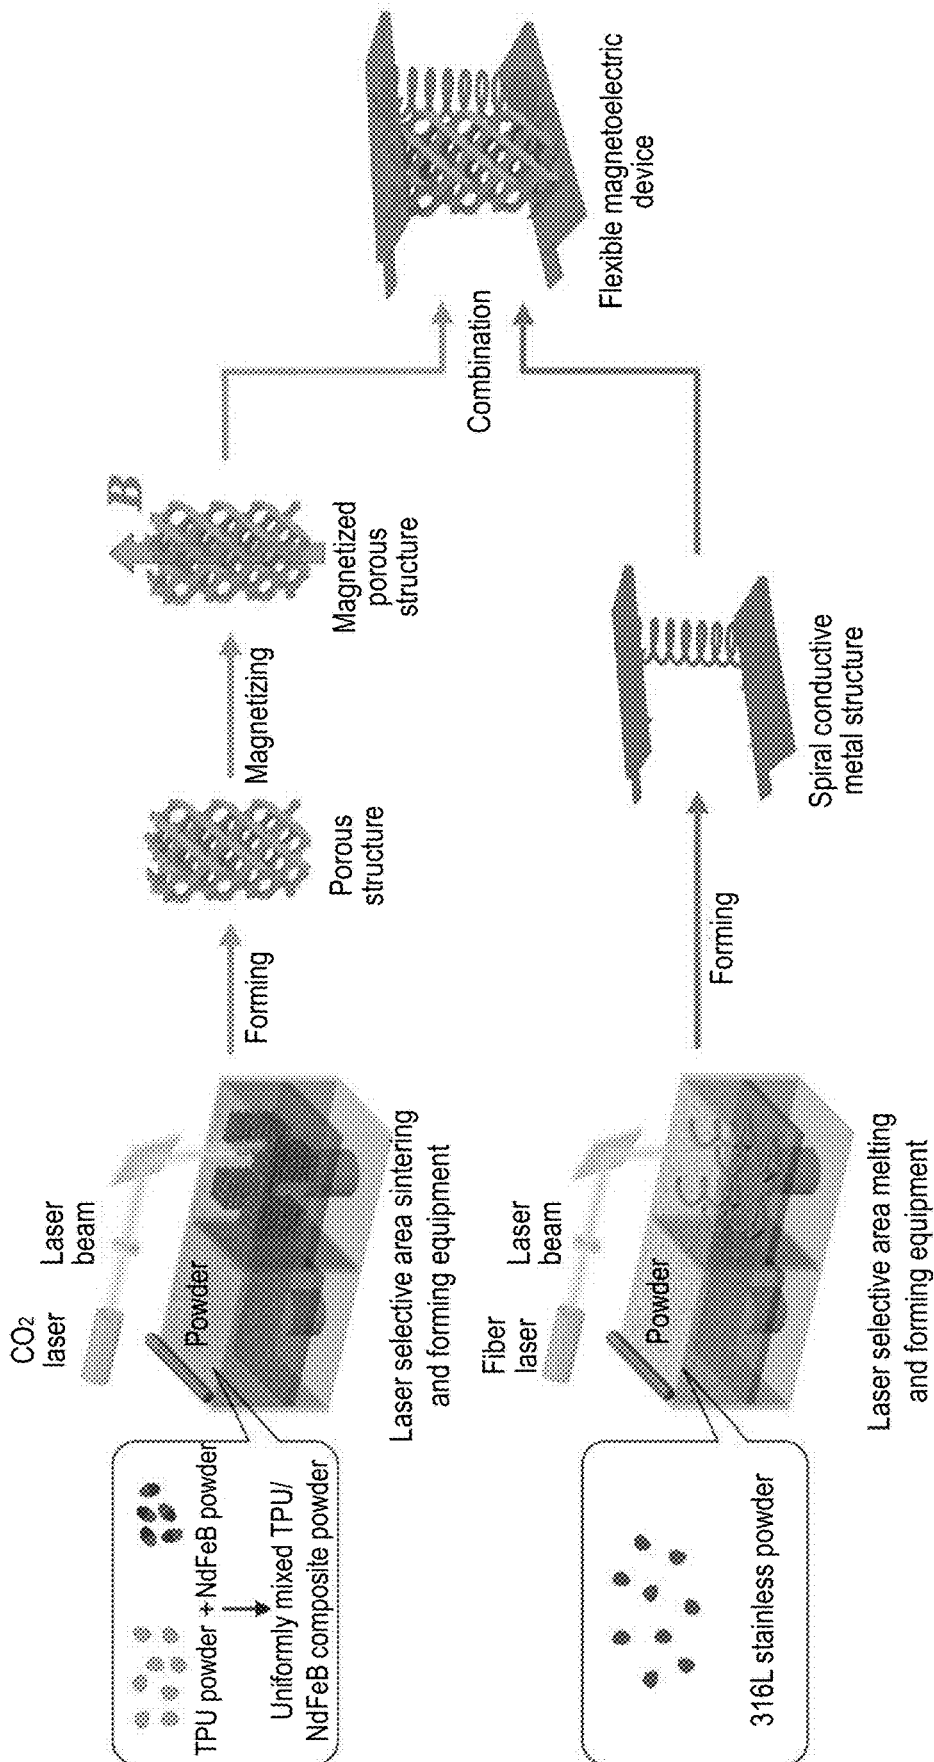 TPU powder + NdFeB powder
Uniformly mixed TPU/
NdFeB composite powder
CO2
laser
Laser
beam
Powder
Laser selective area sintering
and forming equipment
Forming
Porous
structure
Magnetizing
B
Magnetized
porous
structure
316L stainless powder
Fiber
laser
Laser
beam
Powder
Laser selective area melting
and forming equipment
Forming
Spiral conductive
metal structure
Combination
Flexible magnetoelectric
device